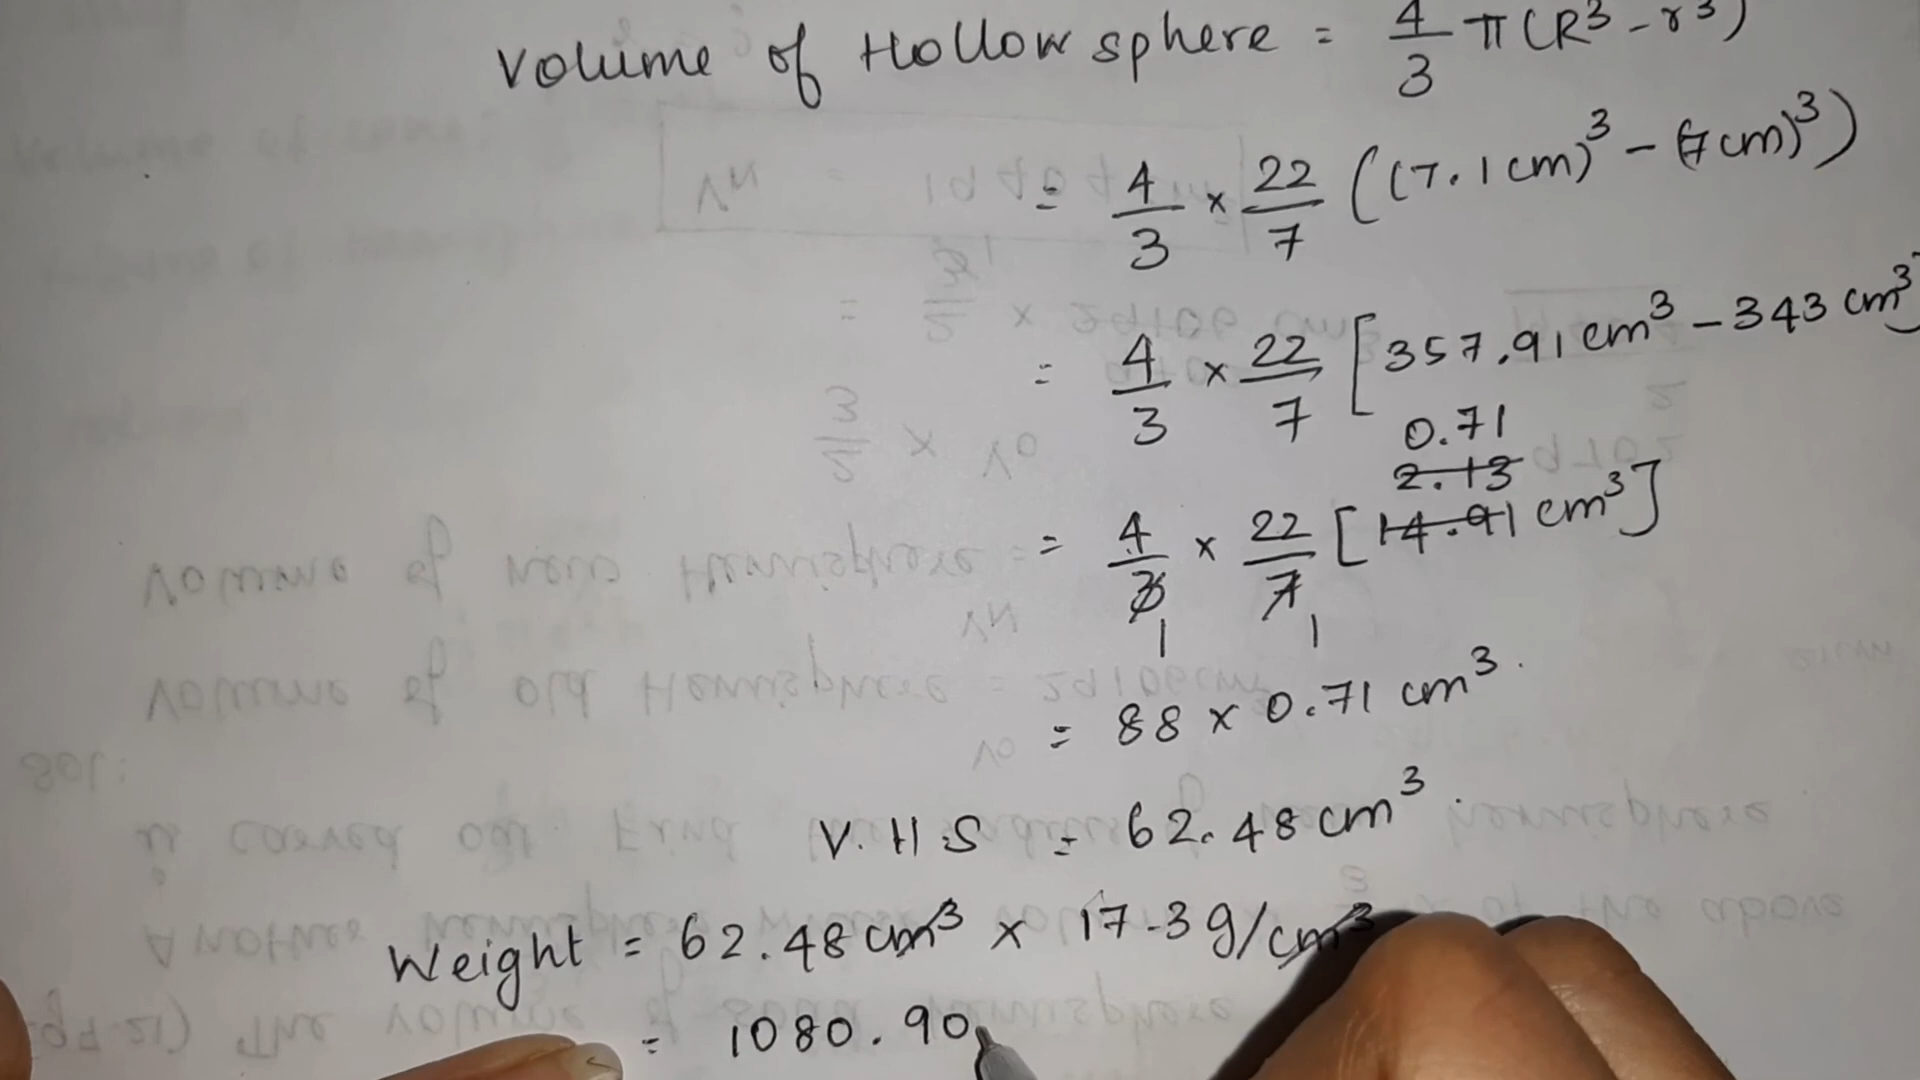 Volume of Hollow sphere = 4/3 π (R³ - r³)
= 4/3 × 22/7 ((7.1 cm)³ - (7 cm)³)
= 4/3 × 22/7 [357.91 cm³ - 343 cm³]
0.71
2.13
= 4/3 × 22/7 [14.91 cm³]
1 1
= 88 × 0.71 cm³.
V.H.S = 62.48 cm³.
Weight = 62.48 cm³ × 17.3 g/cm³
= 1080.90